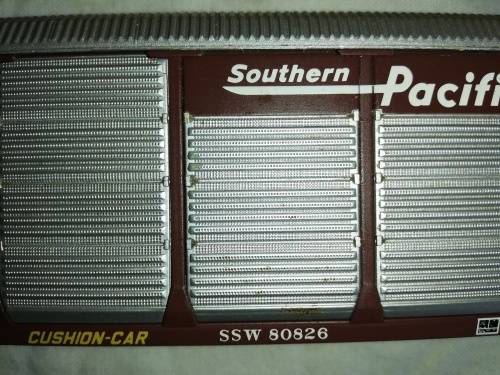 Southern Pacifi
CUSHION-CAR
SSW 80826